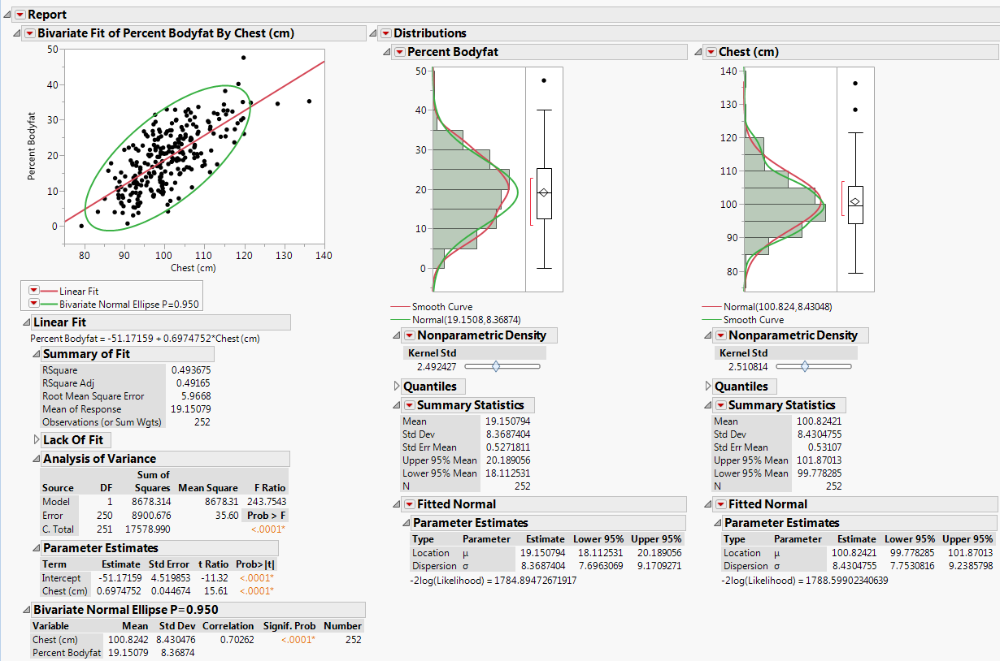 Report
Bivariate Fit of Percent Bodyfat By Chest (cm)
50
40
30
20
10
0
Percent Bodyfat
80 90 100 110 120 130 140
Chest (cm)
Linear Fit
Bivariate Normal Ellipse P=0.950
Linear Fit
Percent Bodyfat = -51.17159 + 0.6974752*Chest (cm)
Summary of Fit
RSquare 0.493675
RSquare Adj 0.49165
Root Mean Square Error 5.9668
Mean of Response 19.15079
Observations (or Sum Wgts) 252
Lack Of Fit
Analysis of Variance
Sum of
Source DF Squares Mean Square F Ratio
Model 1 8678.314 8678.31 243.7543
Error 250 8900.676 35.60 Prob > F
C. Total 251 17578.990 <.0001*
Parameter Estimates
Term Estimate Std Error t Ratio Prob>|t|
Intercept -51.17159 4.519853 -11.32 <.0001*
Chest (cm) 0.6974752 0.044674 15.61 <.0001*
Bivariate Normal Ellipse P=0.950
Variable Mean Std Dev Correlation Signif. Prob Number
Chest (cm) 100.8242 8.430476 0.70262 <.0001* 252
Percent Bodyfat 19.15079 8.36874
Distributions
Percent Bodyfat
50
40
30
20
10
0
Smooth Curve
Normal(19.1508,8.36874)
Nonparametric Density
Kernel Std
2.492427
Quantiles
Summary Statistics
Mean 19.150794
Std Dev 8.3687404
Std Err Mean 0.5271811
Upper 95% Mean 20.189056
Lower 95% Mean 18.112531
N 252
Fitted Normal
Parameter Estimates
Type Parameter Estimate Lower 95% Upper 95%
Location μ 19.150794 18.112531 20.189056
Dispersion σ 8.3687404 7.6963069 9.1709271
-2log(Likelihood) = 1784.89472671917
Chest (cm)
140
130
120
110
100
90
80
Normal(100.824,8.43048)
Smooth Curve
Nonparametric Density
Kernel Std
2.510814
Quantiles
Summary Statistics
Mean 100.82421
Std Dev 8.4304755
Std Err Mean 0.53107
Upper 95% Mean 101.87013
Lower 95% Mean 99.778285
N 252
Fitted Normal
Parameter Estimates
Type Parameter Estimate Lower 95% Upper 95%
Location μ 100.82421 99.778285 101.87013
Dispersion σ 8.4304755 7.7530816 9.2385798
-2log(Likelihood) = 1788.59902340639